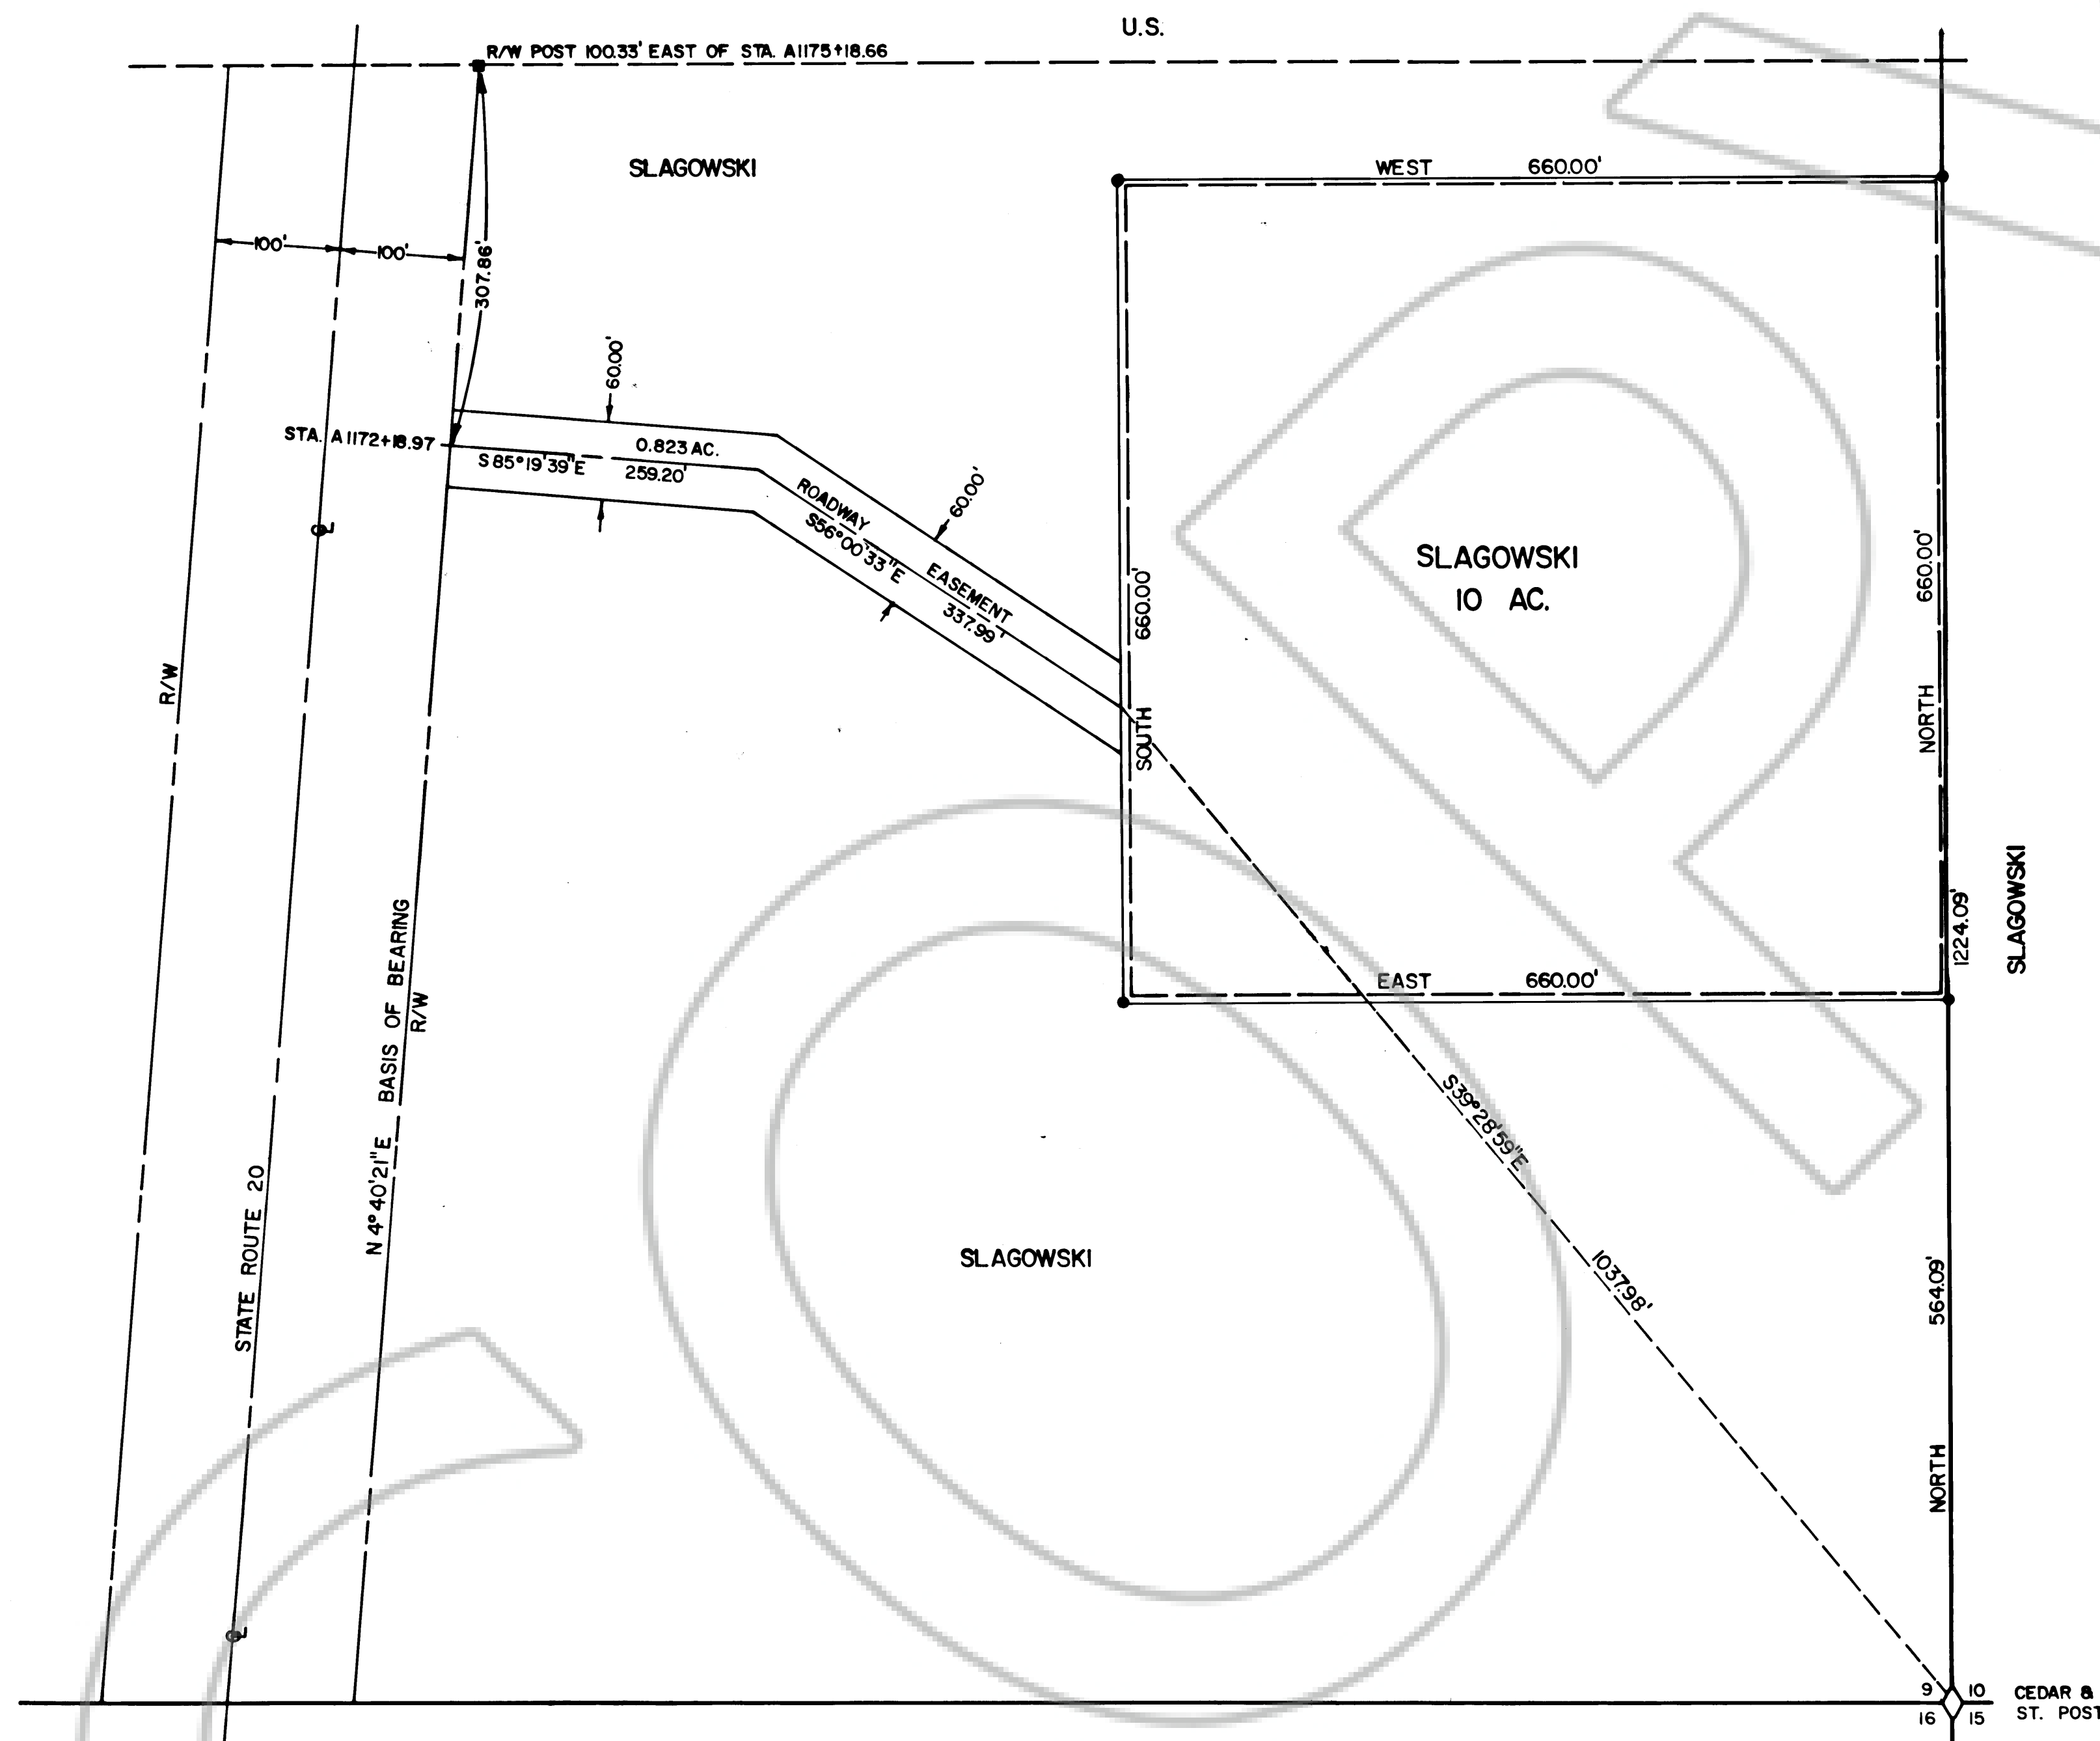 U.S.
R/W POST 100.33' EAST OF STA. A1175+18.66
SLAGOWSKI
WEST 660.00'
100'
100'
307.86'
60.00'
STA. A1172+18.97
0.823 AC.
S85°19'39"E 259.20'
60.00'
ROADWAY EASEMENT
S56°00'33"E 337.99'
SOUTH 660.00'
SLAGOWSKI
10 AC.
NORTH 660.00'
℄
R/W
1224.09'
SLAGOWSKI
EAST 660.00'
N 4°40'21"E BASIS OF BEARING
R/W
S39°28'59"E 1037.98'
STATE ROUTE 20
SLAGOWSKI
NORTH 564.09'
℄
9 10
16 15
CEDAR &
ST. POST